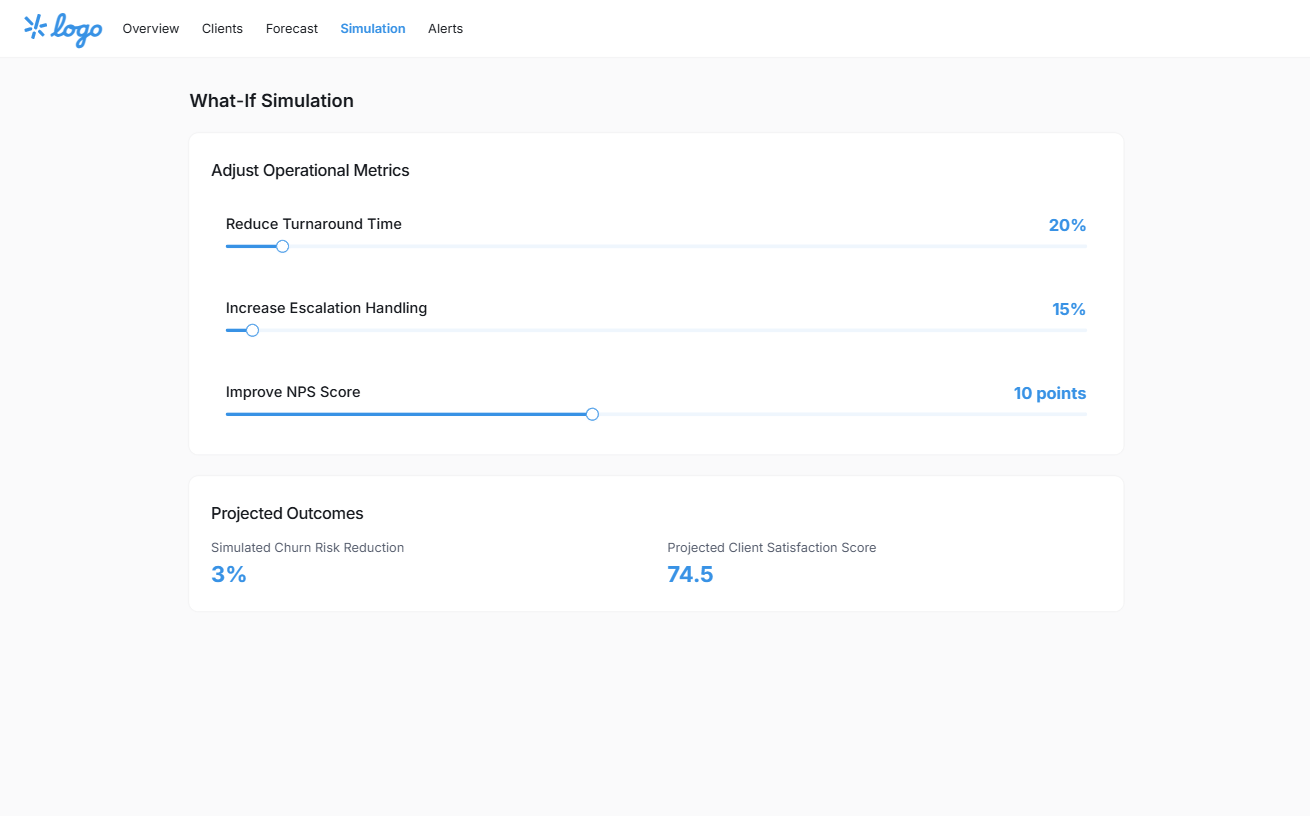 logo
Overview
Clients
Forecast
Simulation
Alerts
What-If Simulation
Adjust Operational Metrics
Reduce Turnaround Time
20%
Increase Escalation Handling
15%
Improve NPS Score
10 points
Projected Outcomes
Simulated Churn Risk Reduction
3%
Projected Client Satisfaction Score
74.5